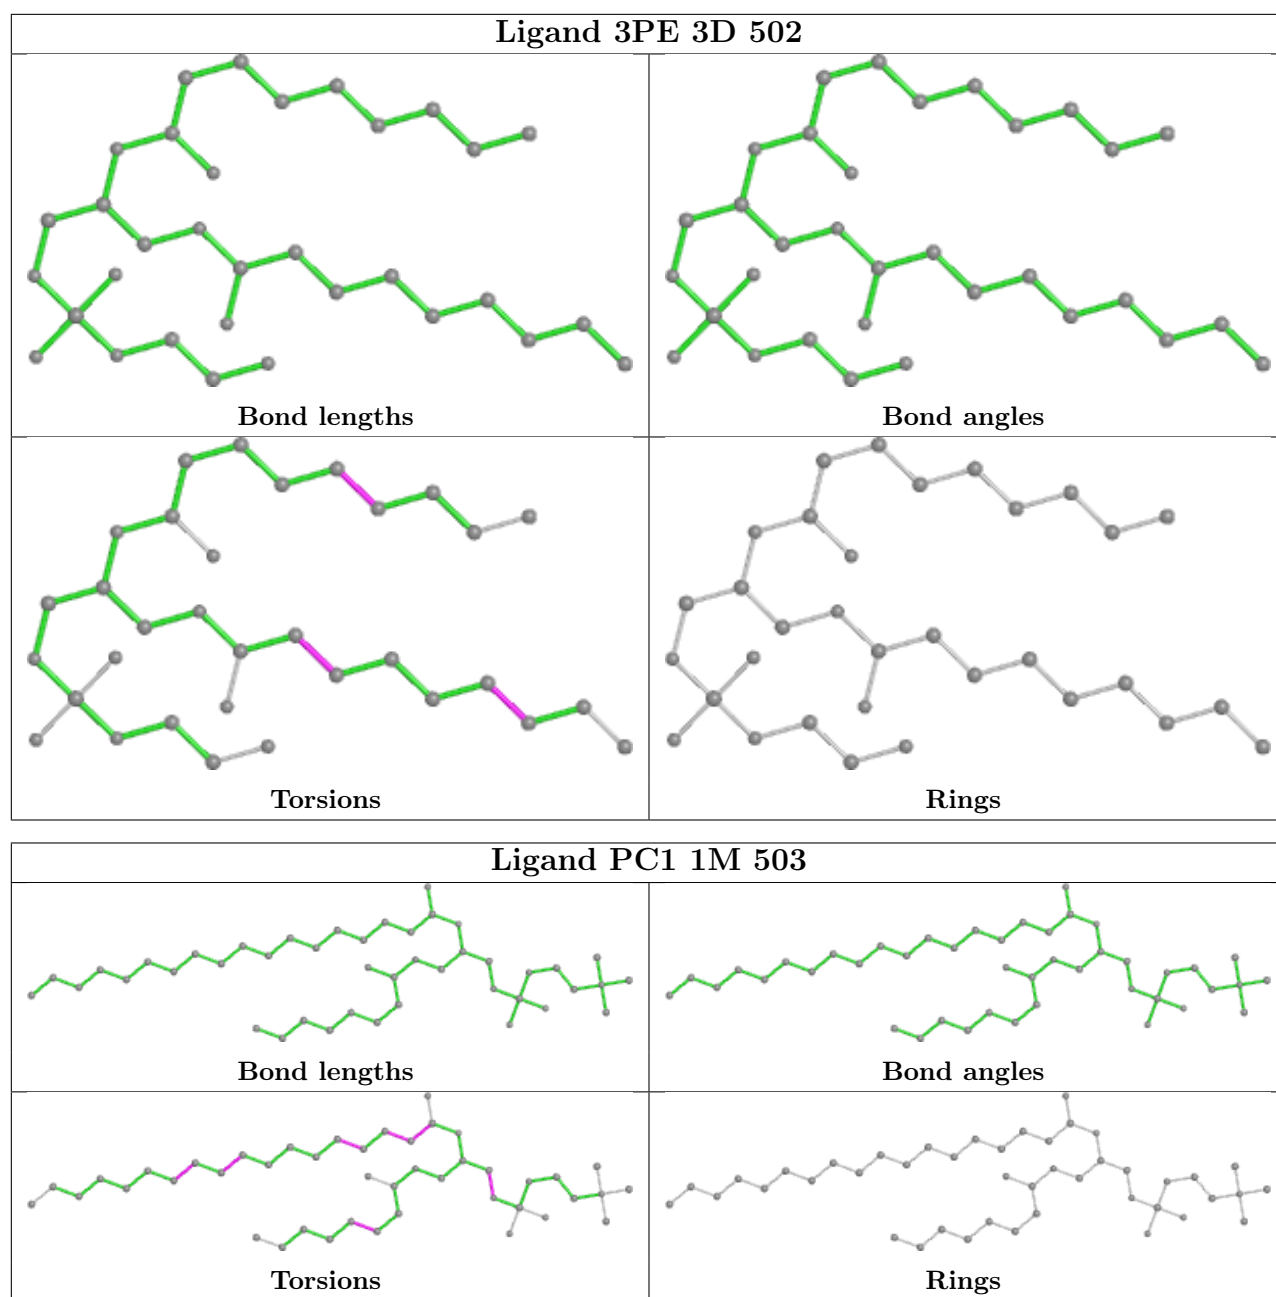 Ligand 3PE 3D 502
Bond lengths
Bond angles
Torsions
Rings
Ligand PC1 1M 503
Bond lengths
Bond angles
Torsions
Rings